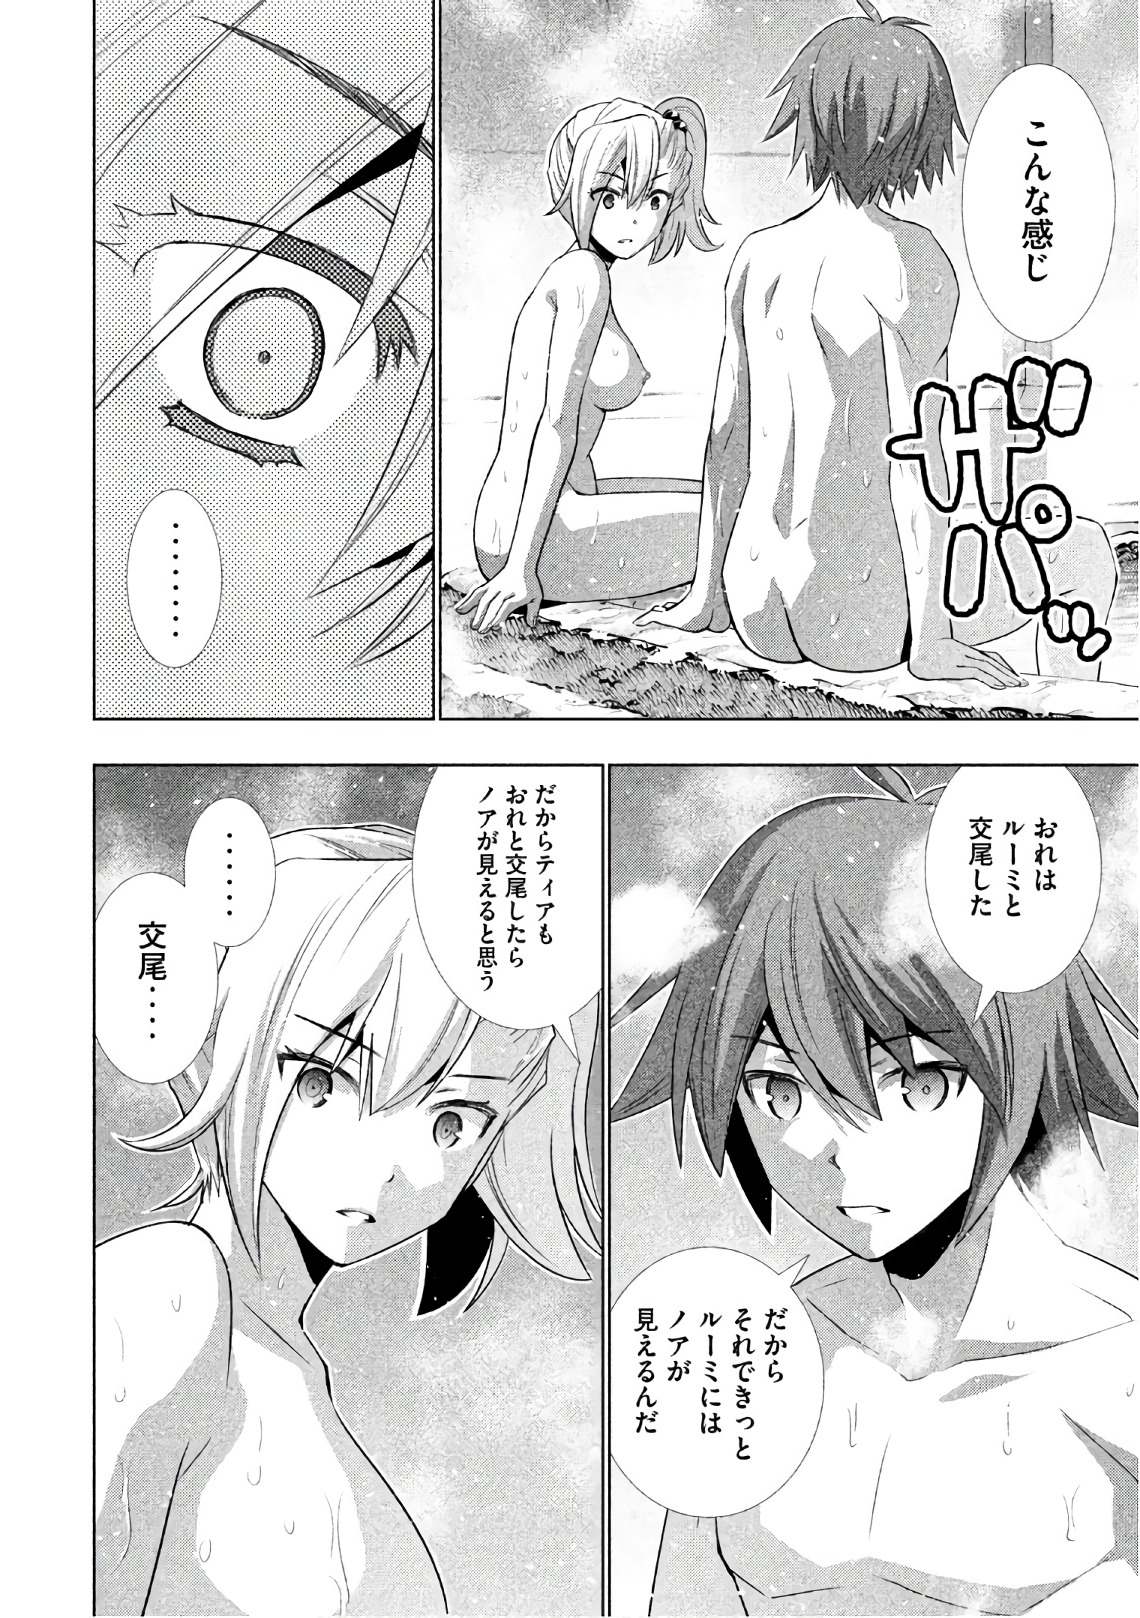 こんな感じ
ザパッ
・・・・・・・
おれは
ルーミと
交尾した
だから
それできっと
ルーミには
ノアが
見えるんだ
だからティアも
おれと交尾したら
ノアが見えると思う
・・・・・・
交尾・・・・